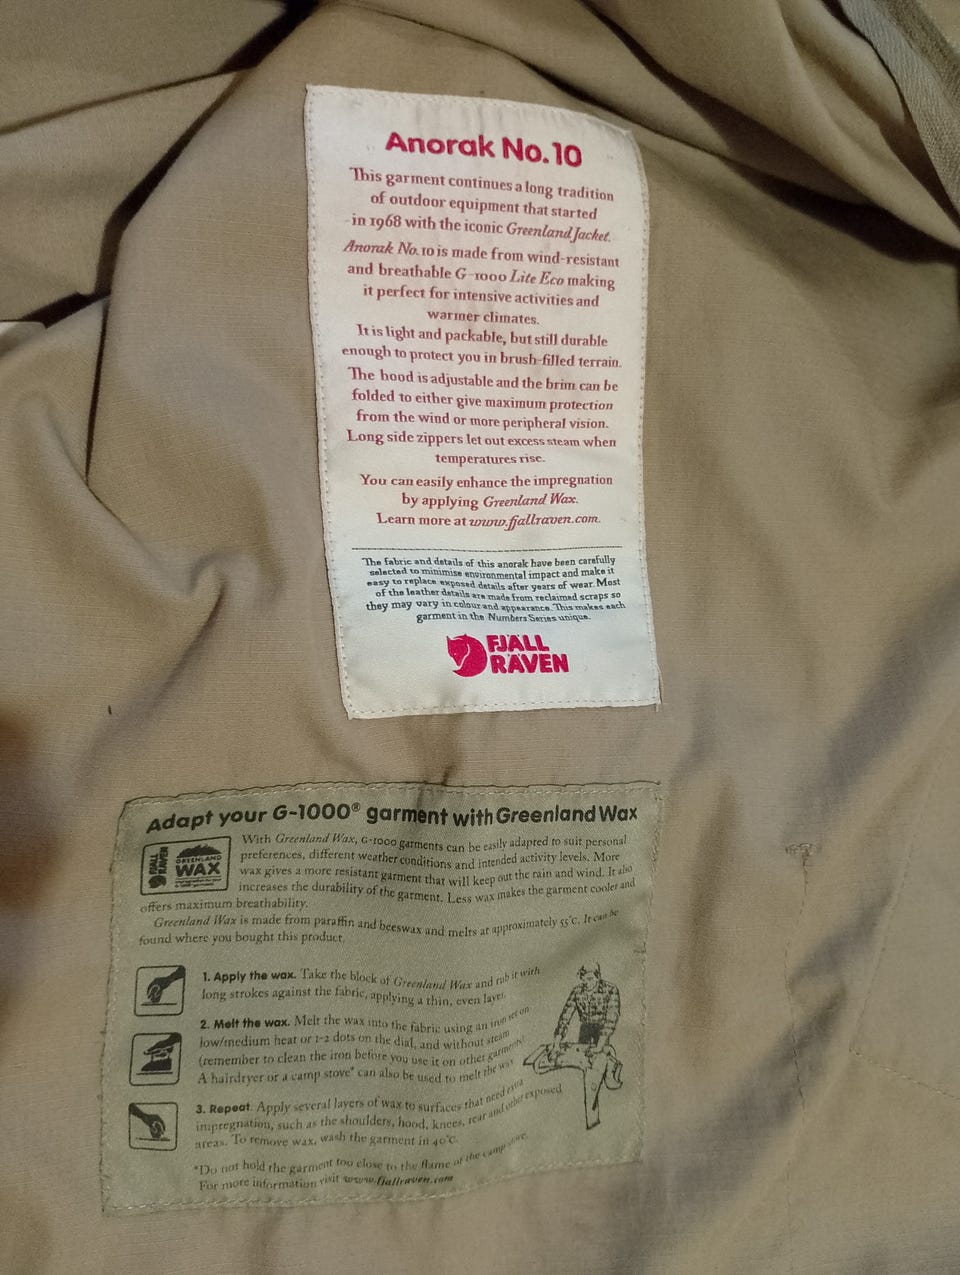 Anorak No.10
This garment continues a long tradition
of outdoor equipment that started
in 1968 with the iconic Greenland Jacket.
Anorak No. 10 is made from wind-resistant
and breathable G-1000 Lite Eco making
it perfect for intensive activities and
warmer climates.
It is light and packable, but still durable
enough to protect you in brush-filled terrain.
The hood is adjustable and the brim can be
folded to either give maximum protection
from the wind or more peripheral vision.
Long side zippers let out excess steam when
temperatures rise.
You can easily enhance the impregnation
by applying Greenland Wax.
Learn more at www.fjallraven.com.
The fabric and details of this anorak have been carefully
selected to minimise environmental impact and make it
easy to replace exposed details after years of wear. Most
of the leather details are made from reclaimed scraps so
they may vary in colour and appearance. This makes each
garment in the Numbers Series unique.
FJÄLL
RÄVEN
Adapt your G-1000® garment with Greenland Wax
FJÄLL
RÄVEN
GREENLAND
WAX
With Greenland Wax, G-1000 garments can be easily adapted to suit personal
preferences, different weather conditions and intended activity levels. More
wax gives a more resistant garment that will keep out the rain and wind. It also
increases the durability of the garment. Less wax makes the garment cooler and
offers maximum breathability.
Greenland Wax is made from paraffin and beeswax and melts at approximately 55°C. It can be
found where you bought this product.
1. Apply the wax. Take the block of Greenland Wax and rub it with
long strokes against the fabric, applying a thin, even layer.
2. Melt the wax. Melt the wax into the fabric using an iron set on
low/medium heat or 1-2 dots on the dial, and without steam
(remember to clean the iron before you use it on other garments)
A hairdryer or a camp stove* can also be used to melt the wax
3. Repeat. Apply several layers of wax to surfaces that need extra
impregnation, such as the shoulders, hood, knees, rear and other exposed
areas. To remove wax, wash the garment in 40°C.
*Do not hold the garment too close to the flame of the camp stove.
For more information visit www.fjallraven.com